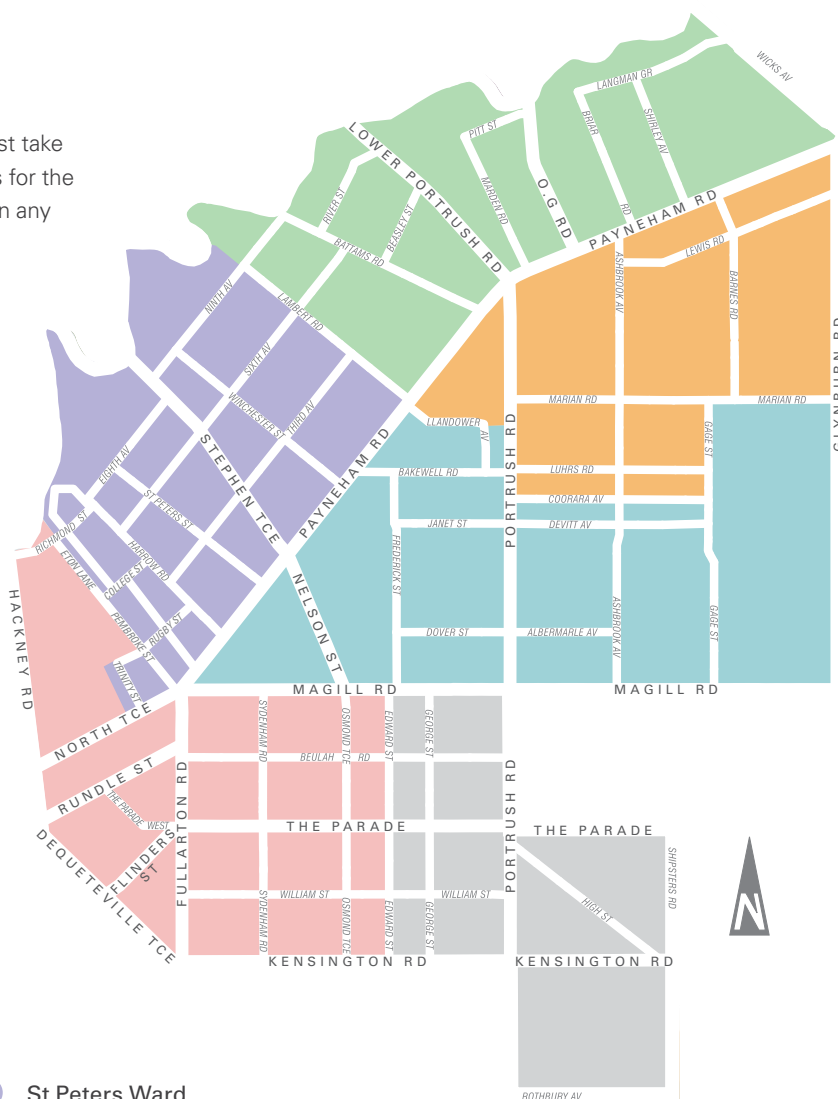 st take
s for the
n any
WICKS AV
LANGMAN GR
BRIAR
RD
SHIRLEY AV
PITT ST
LOWER PORTRUSH RD
MARDEN RD
O.G RD
PAYNEHAM RD
RIVER ST
BEASLEY ST
BATTAMS RD
LEWIS RD
ASHBROOK AV
BARNES RD
NINTH AV
LAMBERT RD
SIXTH AV
GLYNBURN RD
WINCHESTER ST
THIRD AV
MARIAN RD
MARIAN RD
LLANDOWER
AV
PORTRUSH RD
GAGE ST
STEPHEN TCE
PAYNEHAM RD
EIGHTH AV
BAKEWELL RD
LUHRS RD
ST PETERS ST
COORARA AV
JANET ST
DEVITT AV
RICHMOND ST
HARROW RD
ETON LANE
COLLEGE ST
FREDERICK ST
NELSON ST
HACKNEY RD
PEMBROKE ST
RUGBY ST
DOVER ST
ALBERMARLE AV
ASHBROOK AV
GAGE ST
TRINITY ST
MAGILL RD
MAGILL RD
NORTH TCE
SYDENHAM RD
OSMOND TCE
EDWARD ST
GEORGE ST
BEULAH RD
RUNDLE ST
THE PARADE WEST
FULLARTON RD
PORTRUSH RD
THE PARADE
THE PARADE
FLINDERS ST
DEQUETEVILLE TCE
SHIPSTERS RD
WILLIAM ST
WILLIAM ST
HIGH ST
SYDENHAM RD
OSMOND TCE
EDWARD ST
GEORGE ST
N
KENSINGTON RD
KENSINGTON RD
St Peters Ward
ROTHBURY AV